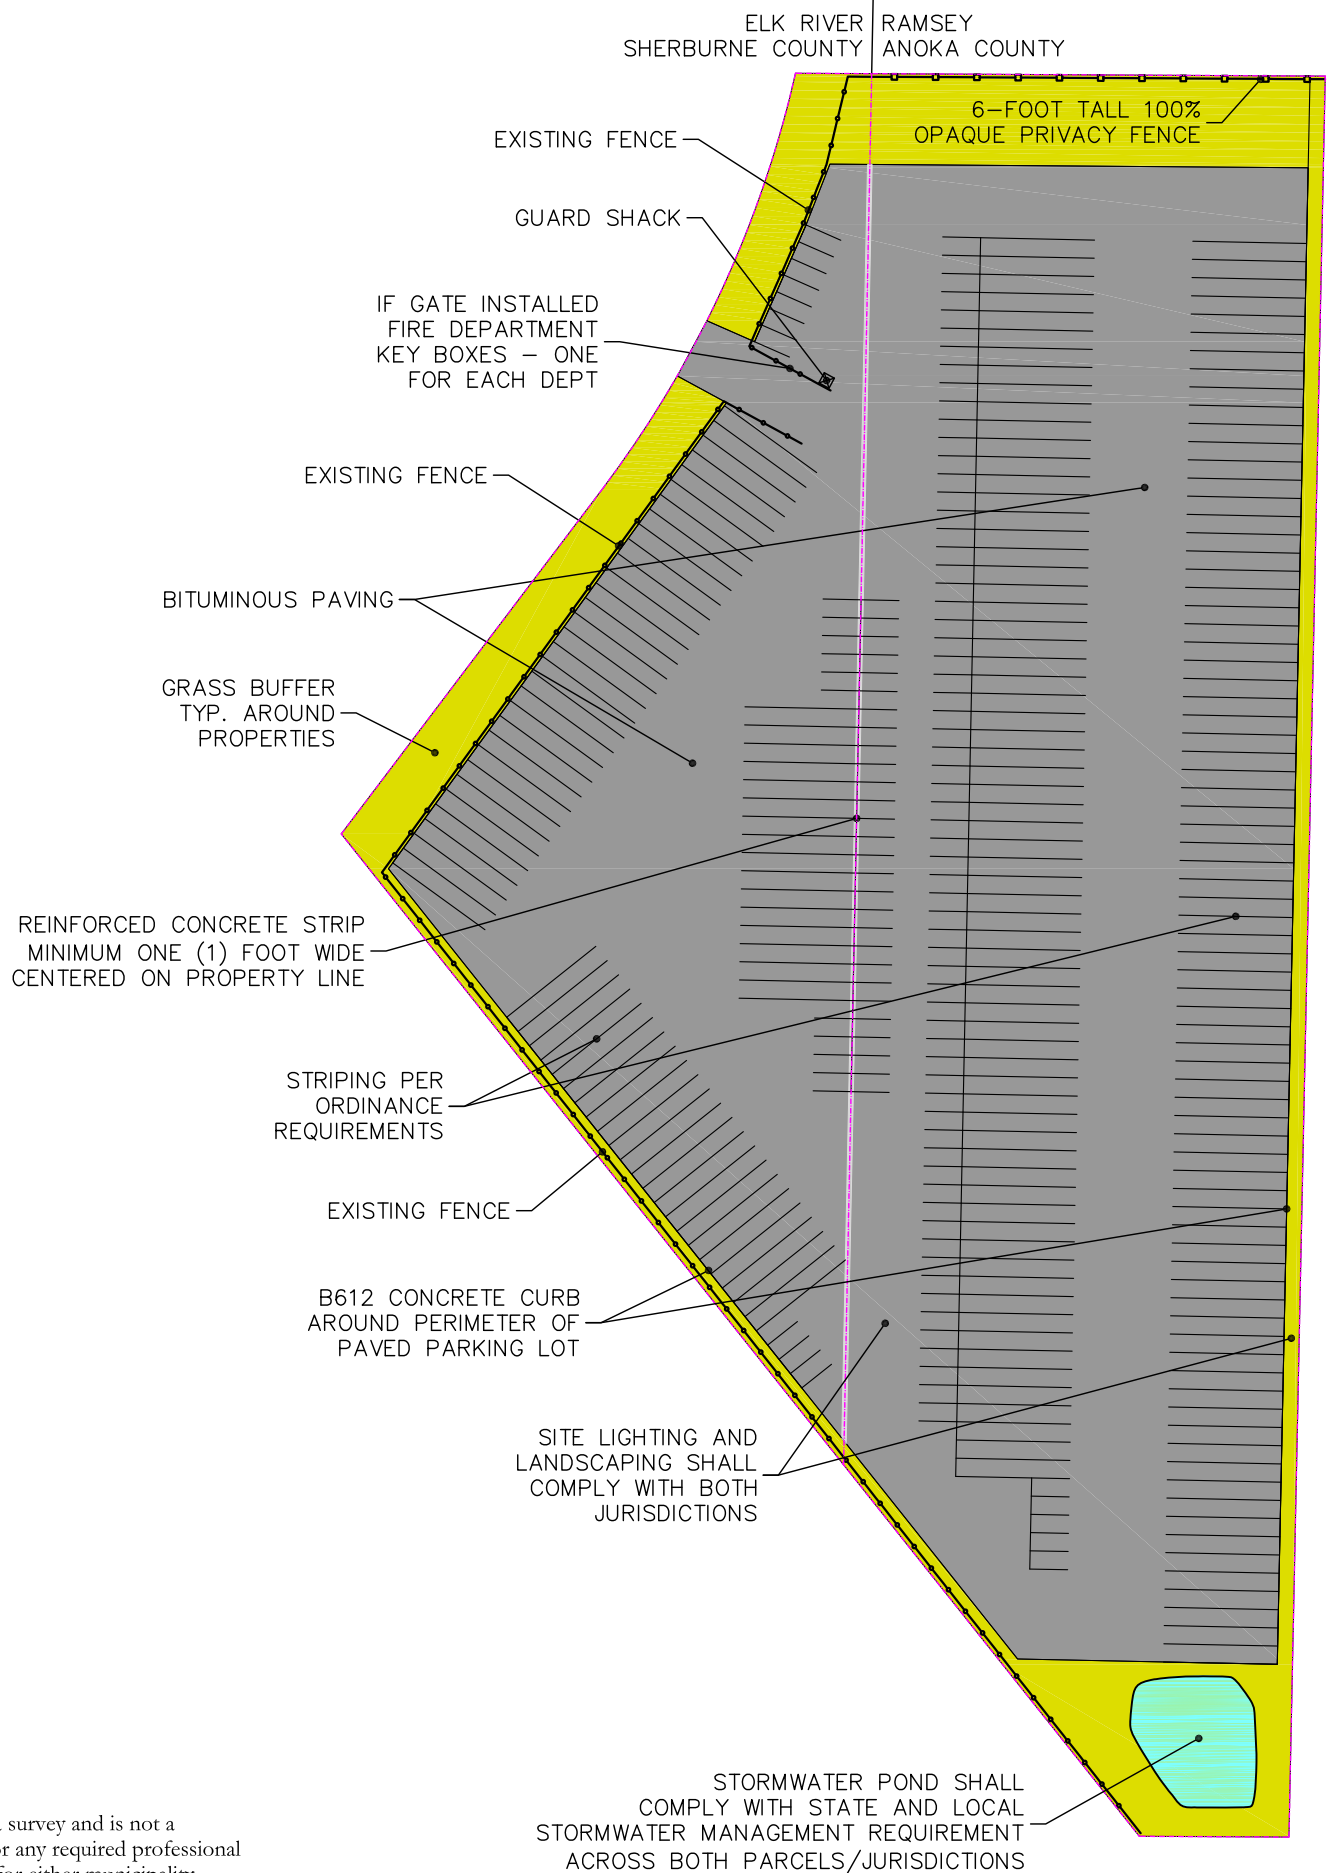 ELK RIVER RAMSEY
SHERBURNE COUNTY ANOKA COUNTY
6-FOOT TALL 100%
OPAQUE PRIVACY FENCE
EXISTING FENCE
GUARD SHACK
IF GATE INSTALLED
FIRE DEPARTMENT
KEY BOXES - ONE
FOR EACH DEPT
EXISTING FENCE
BITUMINOUS PAVING
GRASS BUFFER
TYP. AROUND
PROPERTIES
REINFORCED CONCRETE STRIP
MINIMUM ONE (1) FOOT WIDE
CENTERED ON PROPERTY LINE
STRIPING PER
ORDINANCE
REQUIREMENTS
EXISTING FENCE
B612 CONCRETE CURB
AROUND PERIMETER OF
PAVED PARKING LOT
SITE LIGHTING AND
LANDSCAPING SHALL
COMPLY WITH BOTH
JURISDICTIONS
STORMWATER POND SHALL
COMPLY WITH STATE AND LOCAL
STORMWATER MANAGEMENT REQUIREMENT
ACROSS BOTH PARCELS/JURISDICTIONS
survey and is not a
or any required professional
for either municipality